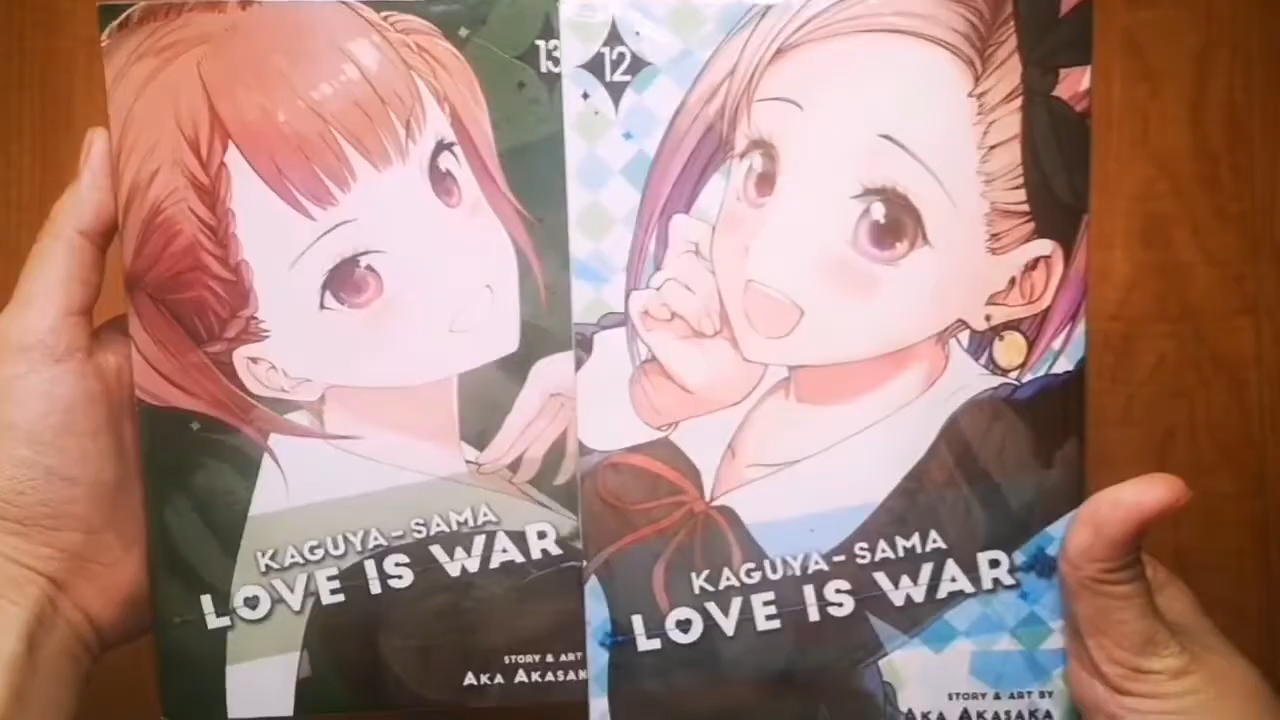 13
KAGUYA-SAMA
LOVE IS WAR
STORY & ART
AKA AKASAK
12
KAGUYA-SAMA
LOVE IS WAR
STORY & ART BY
AKA AKASAKA